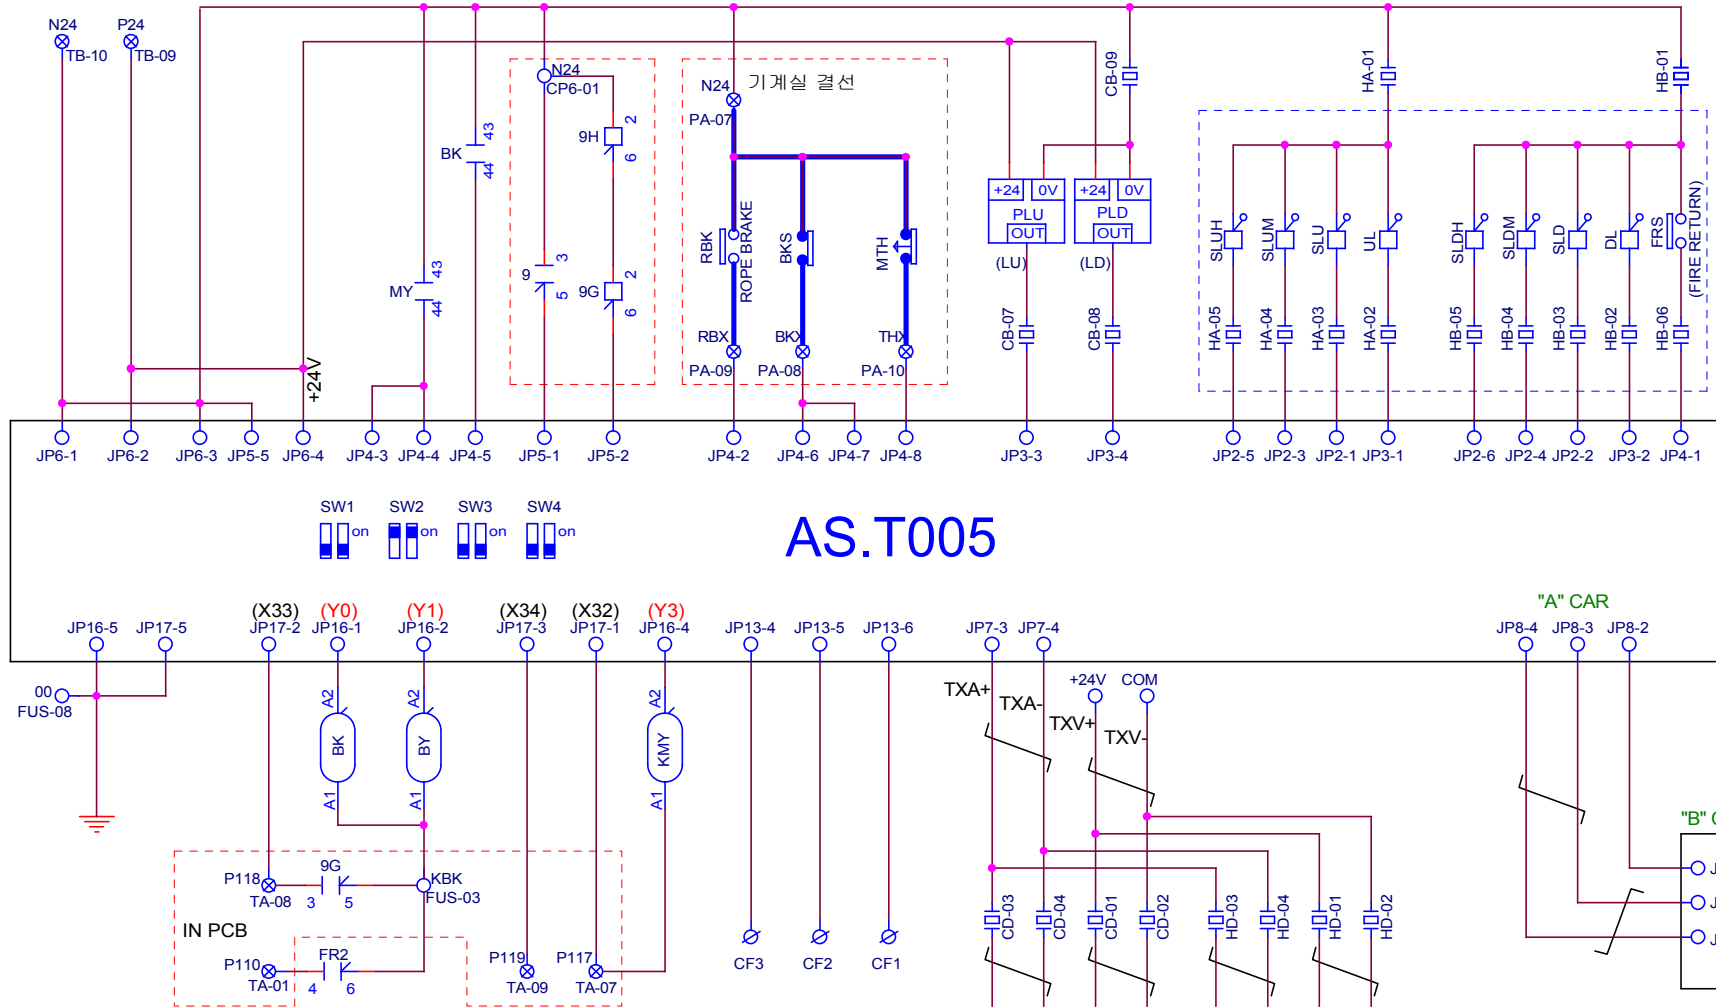 N24
P24
TB-10
TB-09
+24V
MY
43
44
BK
43
44
N24
CP6-01
9H
2
6
9
3
5
9G
2
6
N24
기계실 결선
PA-07
RBK
ROPE BRAKE
BKS
MTH
RBX
BKX
THX
PA-09
PA-08
PA-10
CB-09
+24
0V
PLU
OUT
(LU)
+24
0V
PLD
OUT
(LD)
CB-07
CB-08
HA-01
HB-01
SLUH
SLUM
SLU
UL
SLDH
SLDM
SLD
DL
FRS
(FIRE RETURN)
HA-05
HA-04
HA-03
HA-02
HB-05
HB-04
HB-03
HB-02
HB-06
JP6-1
JP6-2
JP6-3
JP5-5
JP6-4
JP4-3
JP4-4
JP4-5
JP5-1
JP5-2
JP4-2
JP4-6
JP4-7
JP4-8
JP3-3
JP3-4
JP2-5
JP2-3
JP2-1
JP3-1
JP2-6
JP2-4
JP2-2
JP3-2
JP4-1
SW1
on
SW2
on
SW3
on
SW4
on
AS.T005
(X33)
(Y0)
(Y1)
(X34)
(X32)
(Y3)
"A" CAR
JP16-5
JP17-5
JP17-2
JP16-1
JP16-2
JP17-3
JP17-1
JP16-4
JP13-4
JP13-5
JP13-6
JP7-3
JP7-4
JP8-4
JP8-3
JP8-2
00
FUS-08
A2
BK
A1
A2
BY
A1
A2
KMY
A1
TXA+
TXA-
+24V
COM
TXV+
TXV-
"B" C
J
J
J
P118
TA-08
9G
3
5
KBK
FUS-03
IN PCB
P110
TA-01
FR2
4
6
P119
TA-09
P117
TA-07
CF3
CF2
CF1
CD-03
CD-04
CD-01
CD-02
HD-03
HD-04
HD-01
HD-02